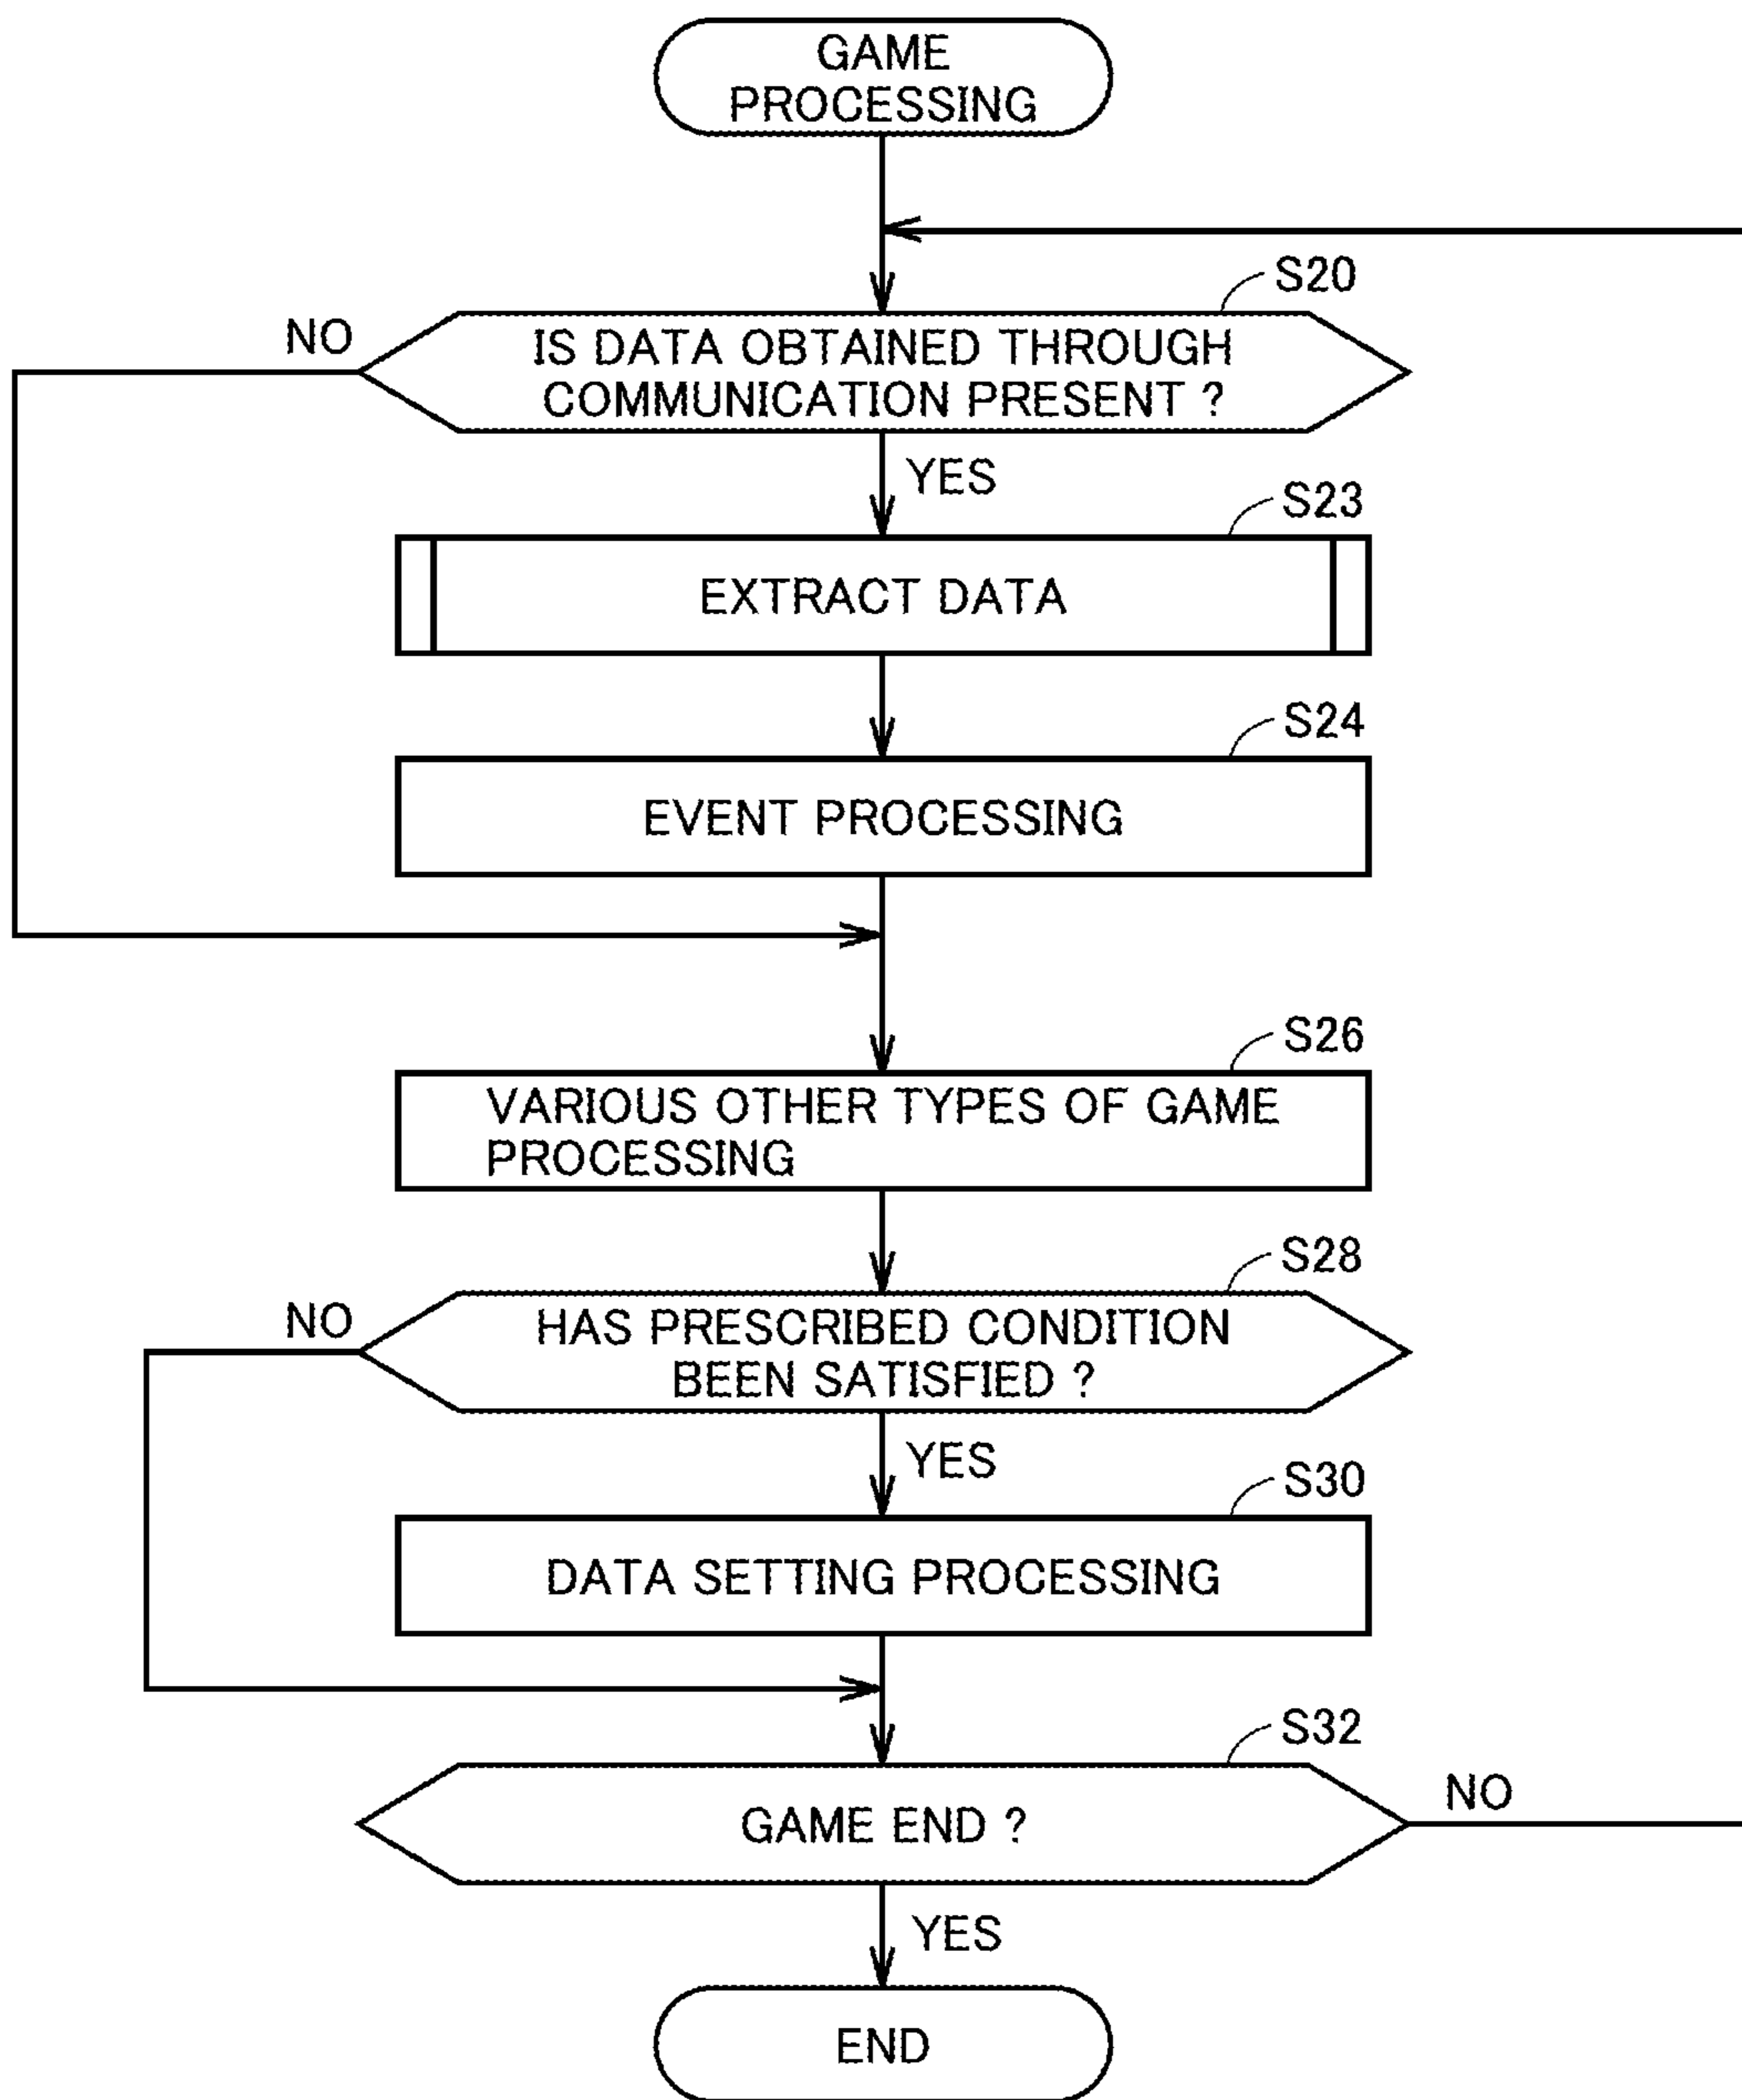 GAME
PROCESSING
S20
NO
IS DATA OBTAINED THROUGH
COMMUNICATION PRESENT ?
YES
S23
EXTRACT DATA
S24
EVENT PROCESSING
S26
VARIOUS OTHER TYPES OF GAME
PROCESSING
S28
NO
HAS PRESCRIBED CONDITION
BEEN SATISFIED ?
YES
S30
DATA SETTING PROCESSING
S32
GAME END ?
NO
YES
END